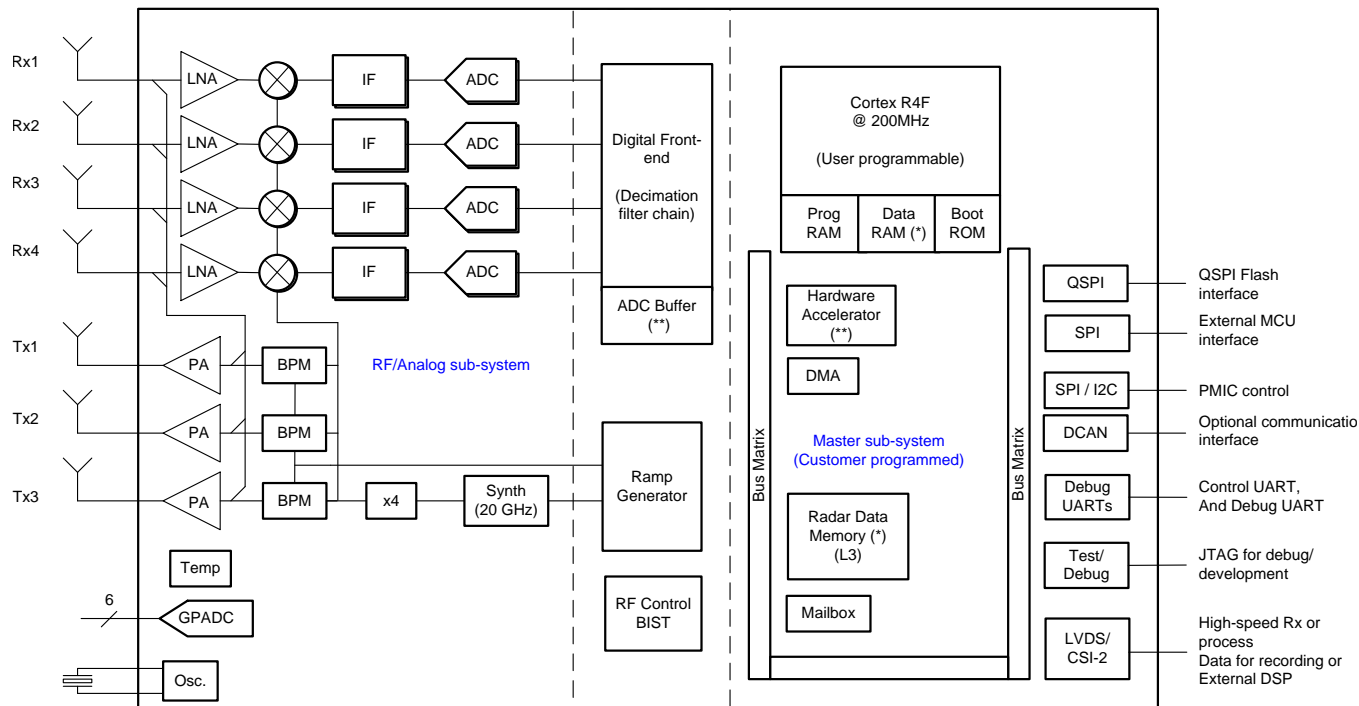 Rx1
LNA
IF
ADC
Rx2
LNA
IF
ADC
Rx3
LNA
IF
ADC
Rx4
LNA
IF
ADC
Digital Front-
end
(Decimation
filter chain)
ADC Buffer
(**)
Tx1
PA
BPM
RF/Analog sub-system
Tx2
PA
BPM
Tx3
PA
BPM
x4
Synth
(20 GHz)
Ramp
Generator
Temp
6
GPADC
RF Control
BIST
Osc.
Cortex R4F
@ 200MHz
(User programmable)
Prog
RAM
Data
RAM (*)
Boot
ROM
Bus Matrix
Hardware
Accelerator
(**)
DMA
Master sub-system
(Customer programmed)
Radar Data
Memory (*)
(L3)
Mailbox
Bus Matrix
QSPI
QSPI Flash
interface
SPI
External MCU
interface
SPI / I2C
PMIC control
DCAN
Optional communicatio
interface
Debug
UARTs
Control UART,
And Debug UART
Test/
Debug
JTAG for debug/
development
LVDS/
CSI-2
High-speed Rx or
process
Data for recording or
External DSP